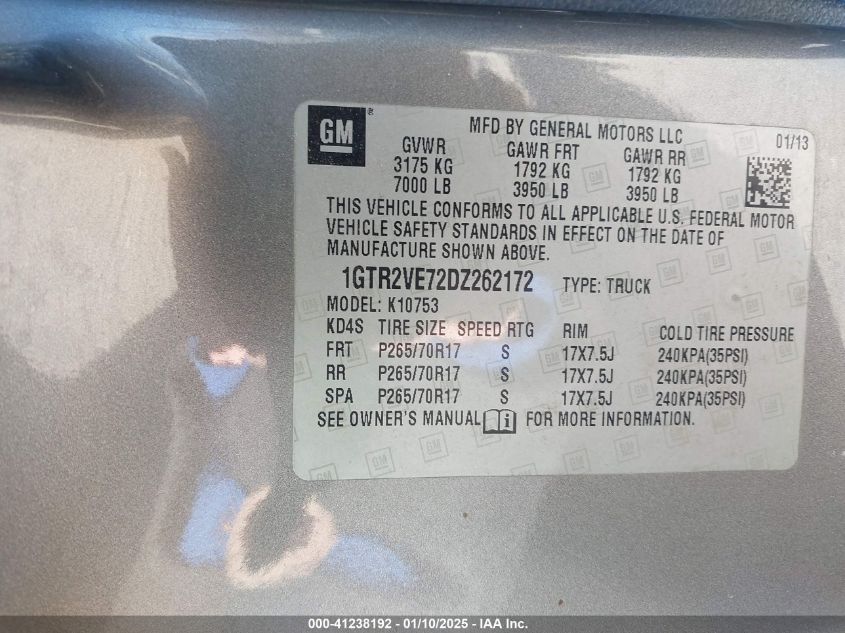 GM
MFD BY GENERAL MOTORS LLC 01/13
GVWR GAWR FRT GAWR RR
3175 KG 1792 KG 1792 KG
7000 LB 3950 LB 3950 LB
THIS VEHICLE CONFORMS TO ALL APPLICABLE U.S. FEDERAL MOTOR
VEHICLE SAFETY STANDARDS IN EFFECT ON THE DATE OF
MANUFACTURE SHOWN ABOVE.
1GTR2VE72DZ262172 TYPE: TRUCK
MODEL: K10753
KD4S TIRE SIZE SPEED RTG RIM COLD TIRE PRESSURE
FRT P265/70R17 S 17X7.5J 240KPA(35PSI)
RR P265/70R17 S 17X7.5J 240KPA(35PSI)
SPA P265/70R17 S 17X7.5J 240KPA(35PSI)
SEE OWNER'S MANUAL FOR MORE INFORMATION.
000-41238192 / 01/10/2025 - IAA Inc.